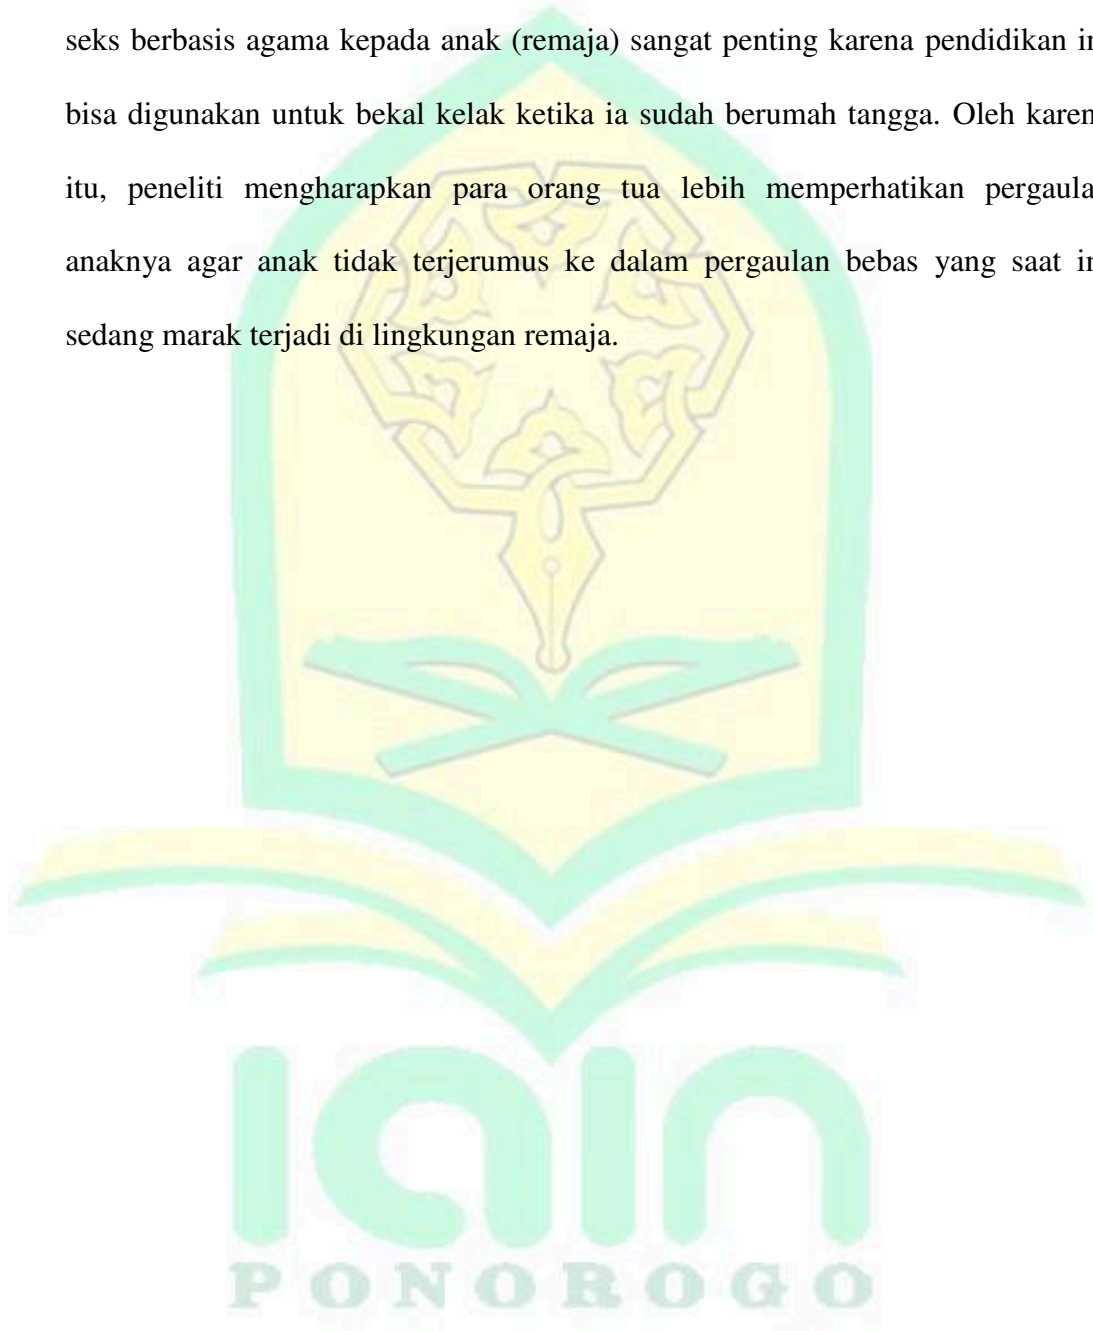 seks berbasis agama kepada anak (remaja) sangat penting karena pendidikan in
bisa digunakan untuk bekal kelak ketika ia sudah berumah tangga. Oleh karen
itu, peneliti mengharapkan para orang tua lebih memperhatikan pergaula
anaknya agar anak tidak terjerumus ke dalam pergaulan bebas yang saat in
sedang marak terjadi di lingkungan remaja.
iain
PONOROGO